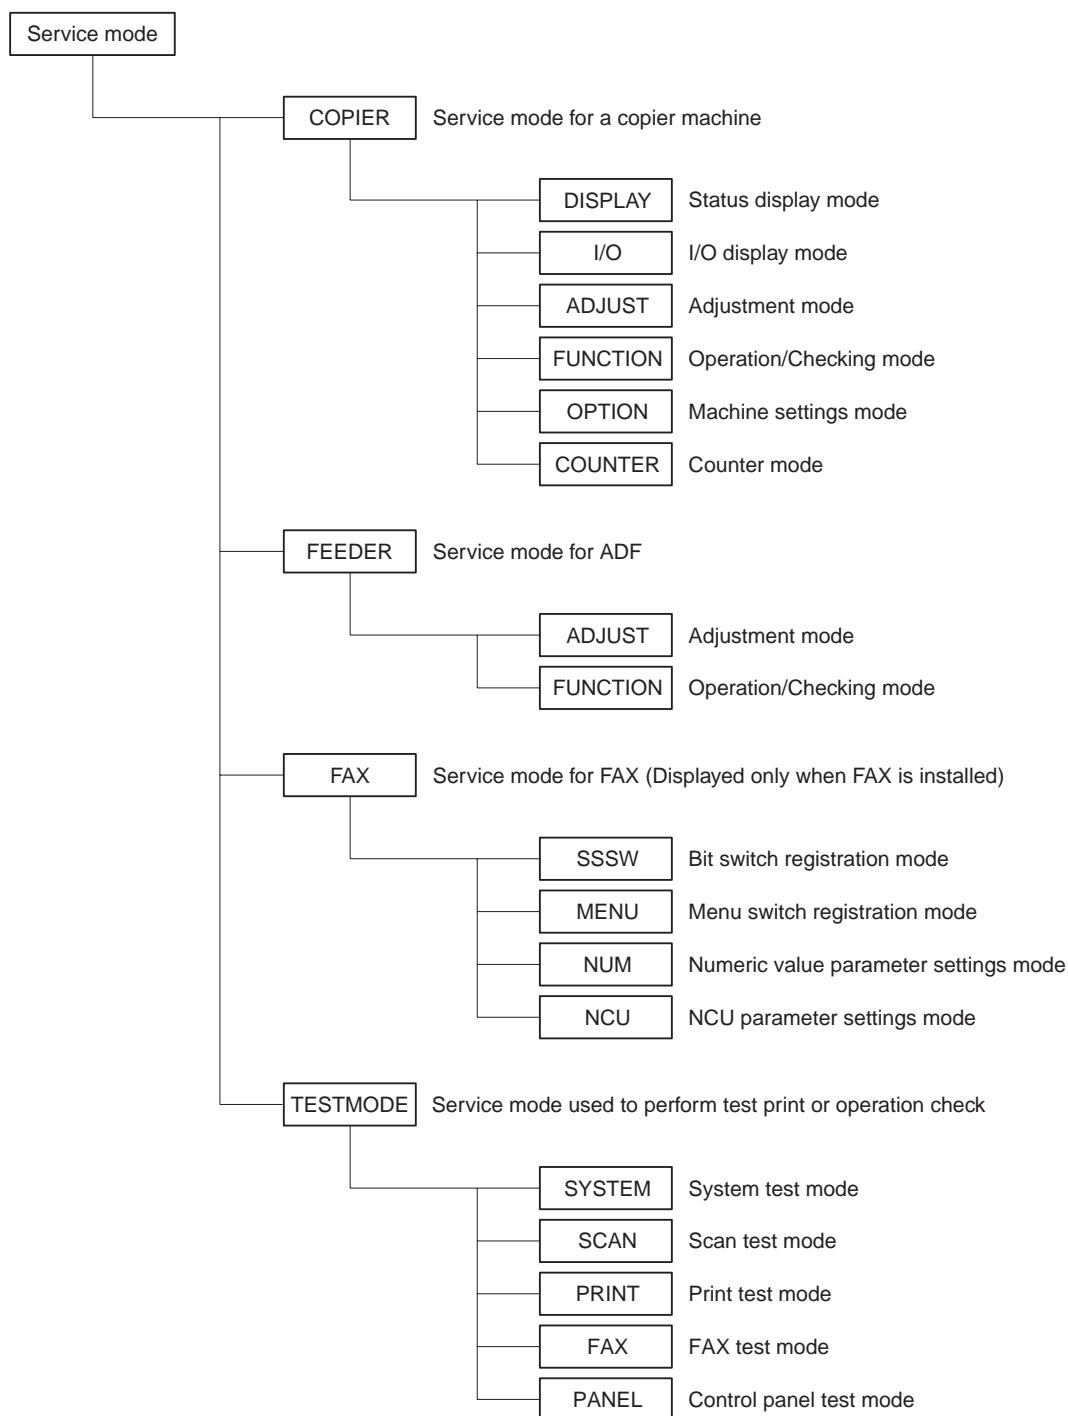 Service mode
COPIER Service mode for a copier machine
DISPLAY Status display mode
I/O I/O display mode
ADJUST Adjustment mode
FUNCTION Operation/Checking mode
OPTION Machine settings mode
COUNTER Counter mode
FEEDER Service mode for ADF
ADJUST Adjustment mode
FUNCTION Operation/Checking mode
FAX Service mode for FAX (Displayed only when FAX is installed)
SSSW Bit switch registration mode
MENU Menu switch registration mode
NUM Numeric value parameter settings mode
NCU NCU parameter settings mode
TESTMODE Service mode used to perform test print or operation check
SYSTEM System test mode
SCAN Scan test mode
PRINT Print test mode
FAX FAX test mode
PANEL Control panel test mode